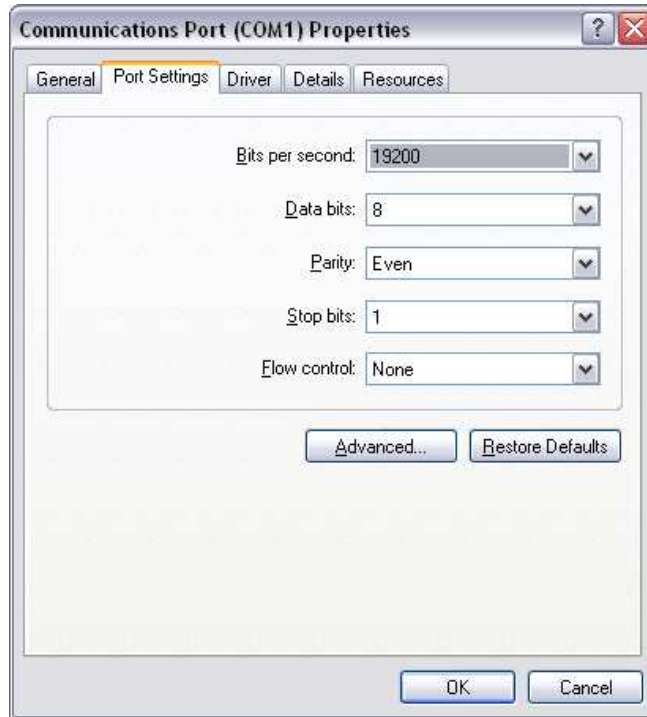 Communications Port (COM1) Properties
General Port Settings Driver Details Resources
Bits per second: 19200
Data bits: 8
Parity: Even
Stop bits: 1
Flow control: None
Advanced... Restore Defaults
OK Cancel